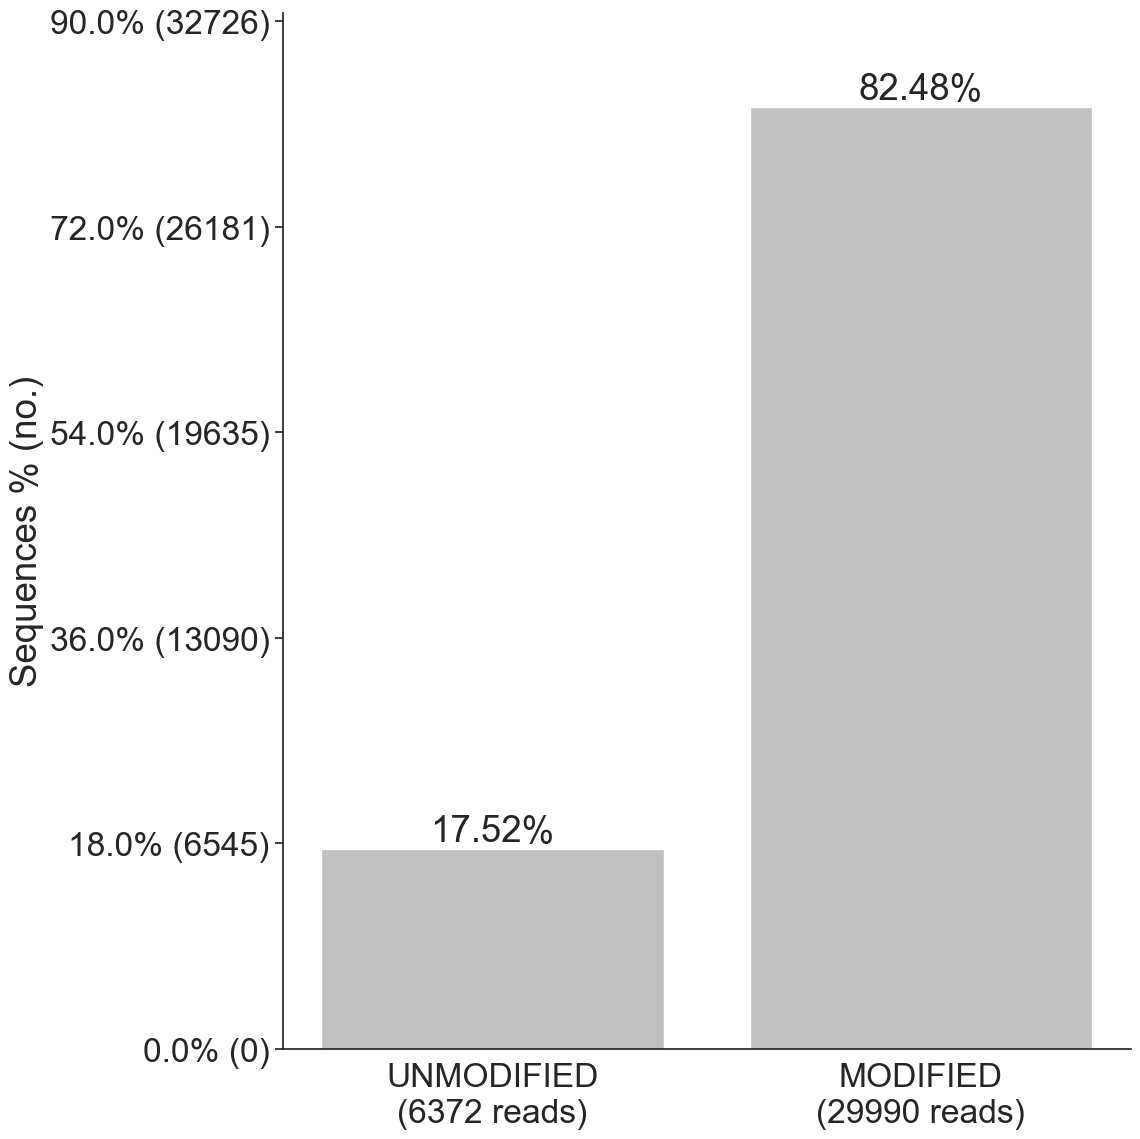 90.0% (32726)
82.48%
72.0% (26181)
54.0% (19635)
Sequences % (no.)
36.0% (13090)
17.52%
18.0% (6545)
0.0% (0)
UNMODIFIED
(6372 reads)
MODIFIED
(29990 reads)